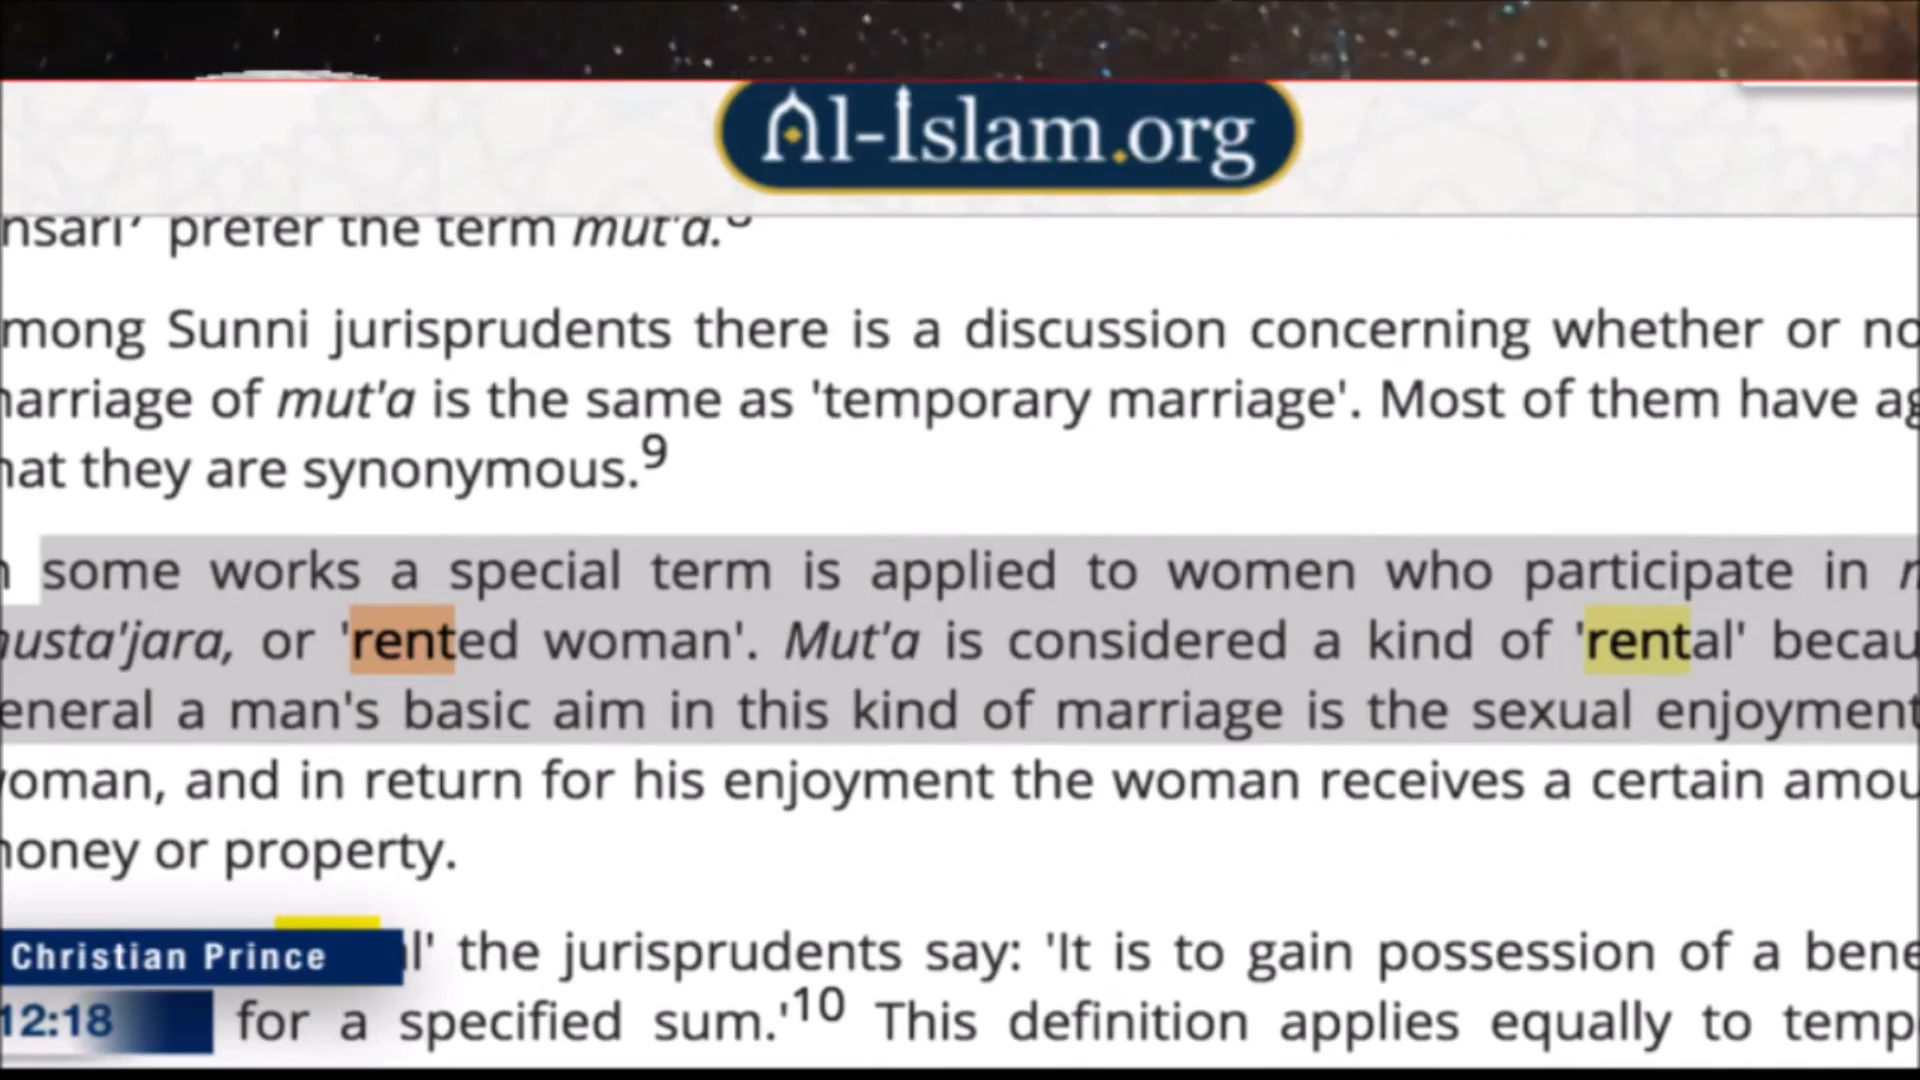 Al-Islam.org
prefer the term mut'a.
mong Sunni jurisprudents there is a discussion concerning whether or no
arriage of mut'a is the same as 'temporary marriage'. Most of them have ag
hat they are synonymous.9
some works a special term is applied to women who participate in
usta'jara, or 'rented woman'. Mut'a is considered a kind of 'rental' becau
eneral a man's basic aim in this kind of marriage is the sexual enjoyment
oman, and in return for his enjoyment the woman receives a certain amou
oney or property.
l' the jurisprudents say: 'It is to gain possession of a bene
for a specified sum.'10 This definition applies equally to temp
Christian Prince
12:18